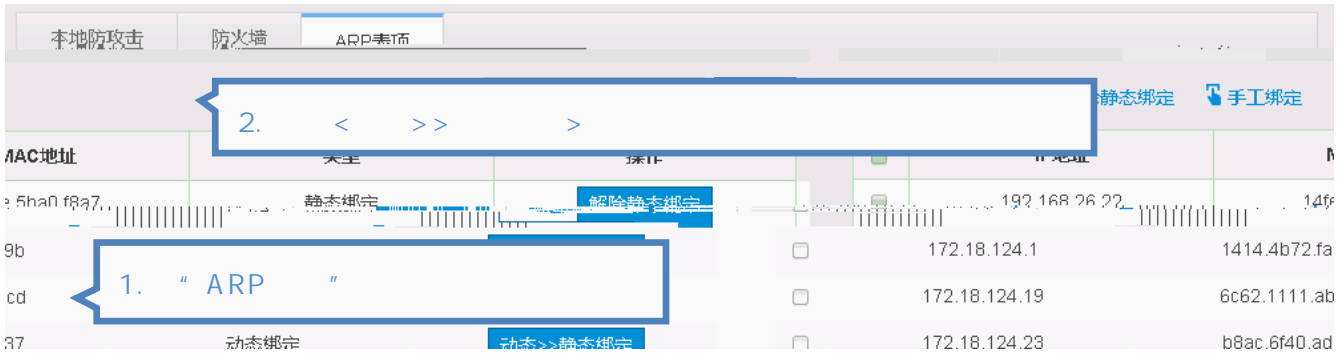 本地防攻击 防火墙 ARP表项
静态绑定 手工绑定
2. < >> >
MAC地址 类型 操作 IP地址
5ba0.f8a7 静态绑定 解除静态绑定 192.168.26.22 14fe
9b 172.18.124.1 1414.4b72.fa
1. “ ARP ”
cd 172.18.124.19 6c62.1111.ab
37 动态绑定 动态>>静态绑定 172.18.124.23 b8ac.6f40.ad